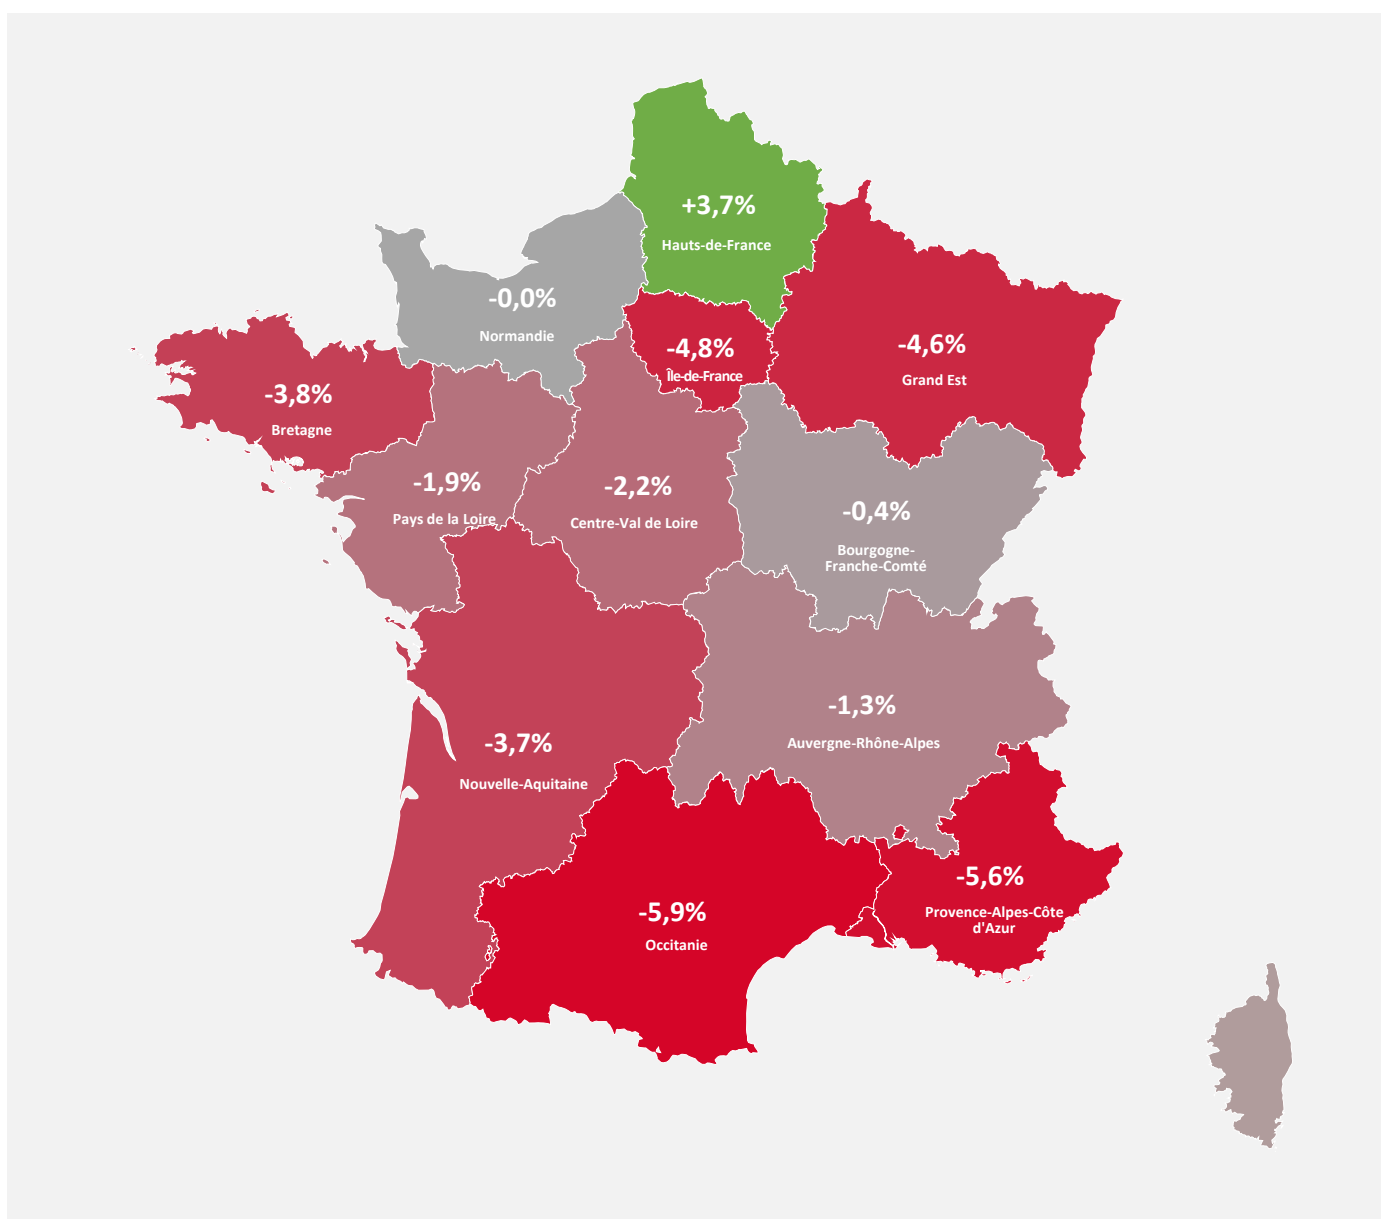 +3,7%
Hauts-de-France
-0,0%
Normandie
-4,8%
Île-de-France
-4,6%
Grand Est
-3,8%
Bretagne
-1,9%
Pays de la Loire
-2,2%
Centre-Val de Loire
-0,4%
Bourgogne-
Franche-Comté
-3,7%
Nouvelle-Aquitaine
-1,3%
Auvergne-Rhône-Alpes
-5,9%
Occitanie
-5,6%
Provence-Alpes-Côte
d'Azur